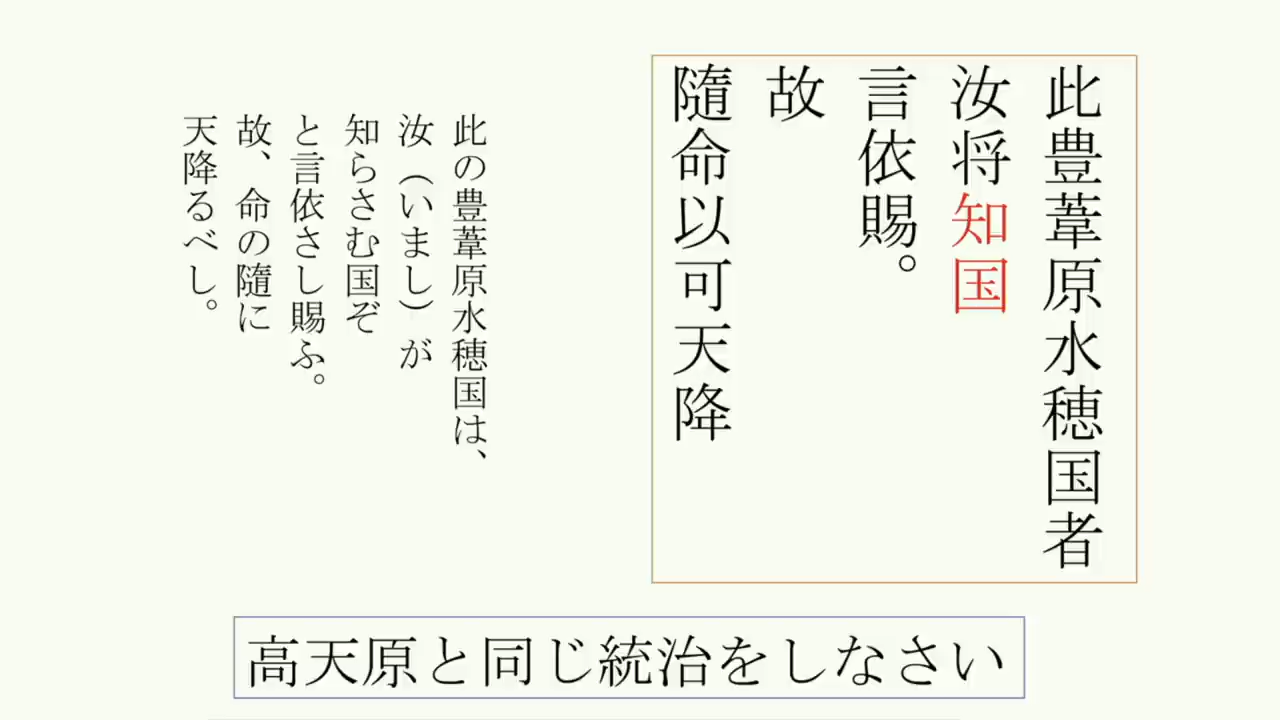 此豊葦原水穂国者
汝将知国
言依賜。
故
隨命以可天降
此の豊葦原水穂国は、
汝（いまし）が
知らさむ国ぞ
と言依さし賜ふ。
故、命の隨に
天降るべし。
高天原と同じ統治をしなさい